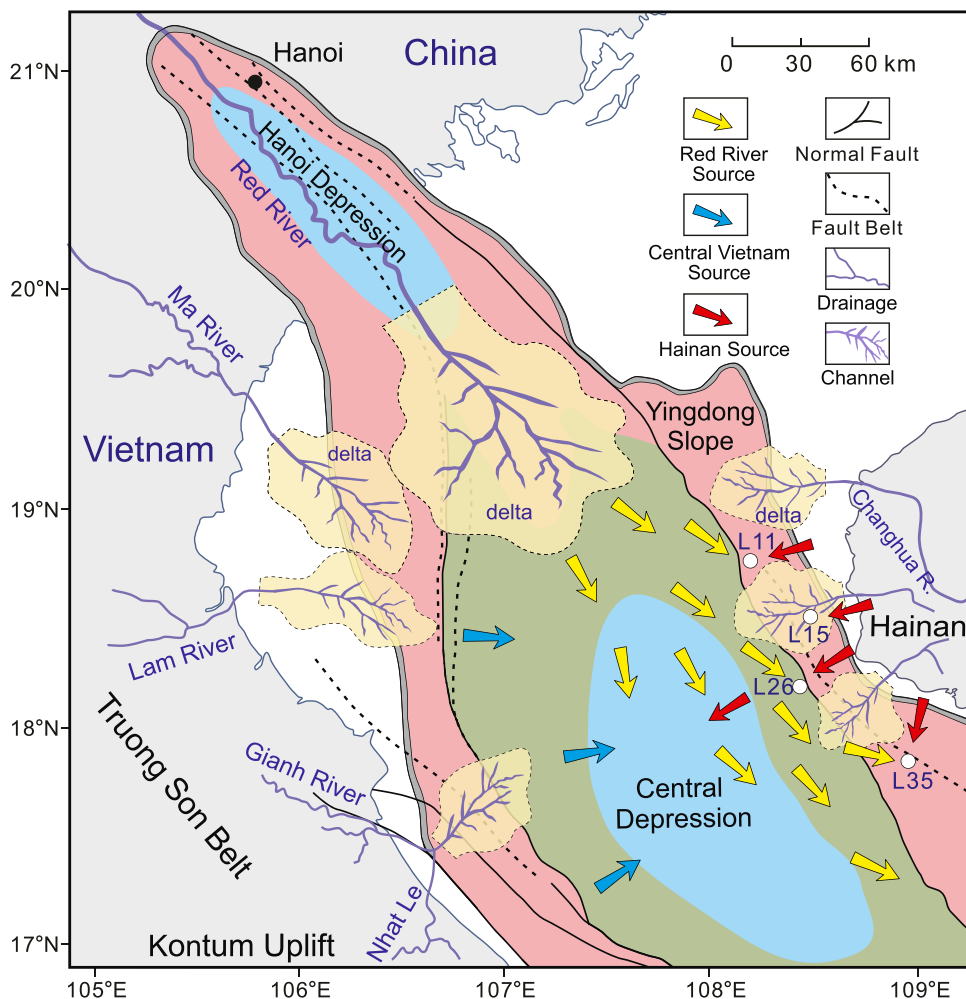 21°
20°
19°
18°
17°
105°E
106°E
107°E
108°E
109°E
Hanoi
China
0 30 60 km
Red River
Source
Central Vietnam
Source
Hainan Source
Normal Fault
Fault Belt
Drainage
Channel
Hanoi Depression
Red River
Ma River
Vietnam
delta
delta
Yingdong
Slope
delta
Changhua R.
L11
L15
Hainan
L26
L35
Lam River
Truong Son Belt
Gianh River
Central
Depression
Nhat Le
Kontum Uplift